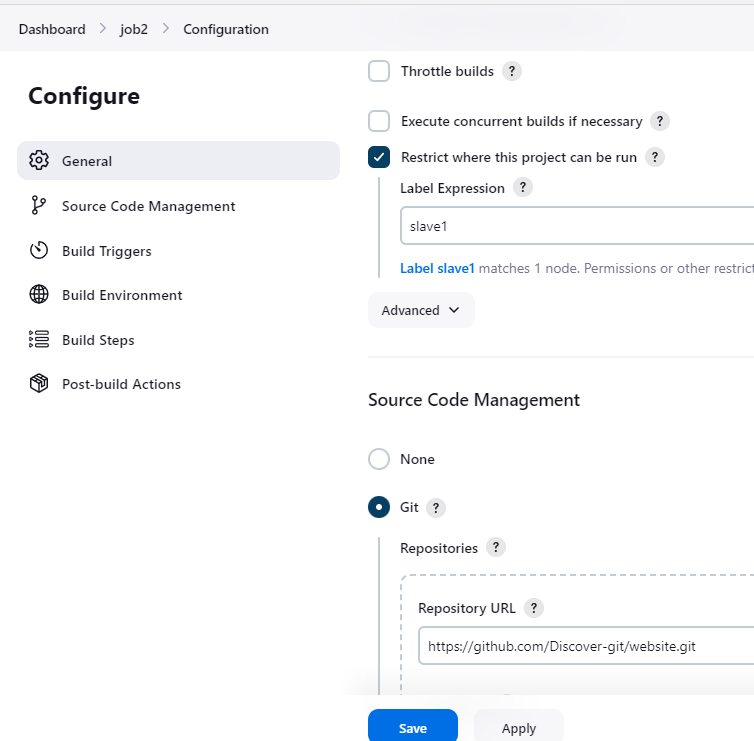 Dashboard > job2 > Configuration
Configure
General
Source Code Management
Build Triggers
Build Environment
Build Steps
Post-build Actions
Throttle builds ?
Execute concurrent builds if necessary ?
Restrict where this project can be run ?
Label Expression ?
slave1
Label slave1 matches 1 node. Permissions or other restrict
Advanced
Source Code Management
None
Git ?
Repositories ?
Repository URL ?
https://github.com/Discover-git/website.git
Save Apply